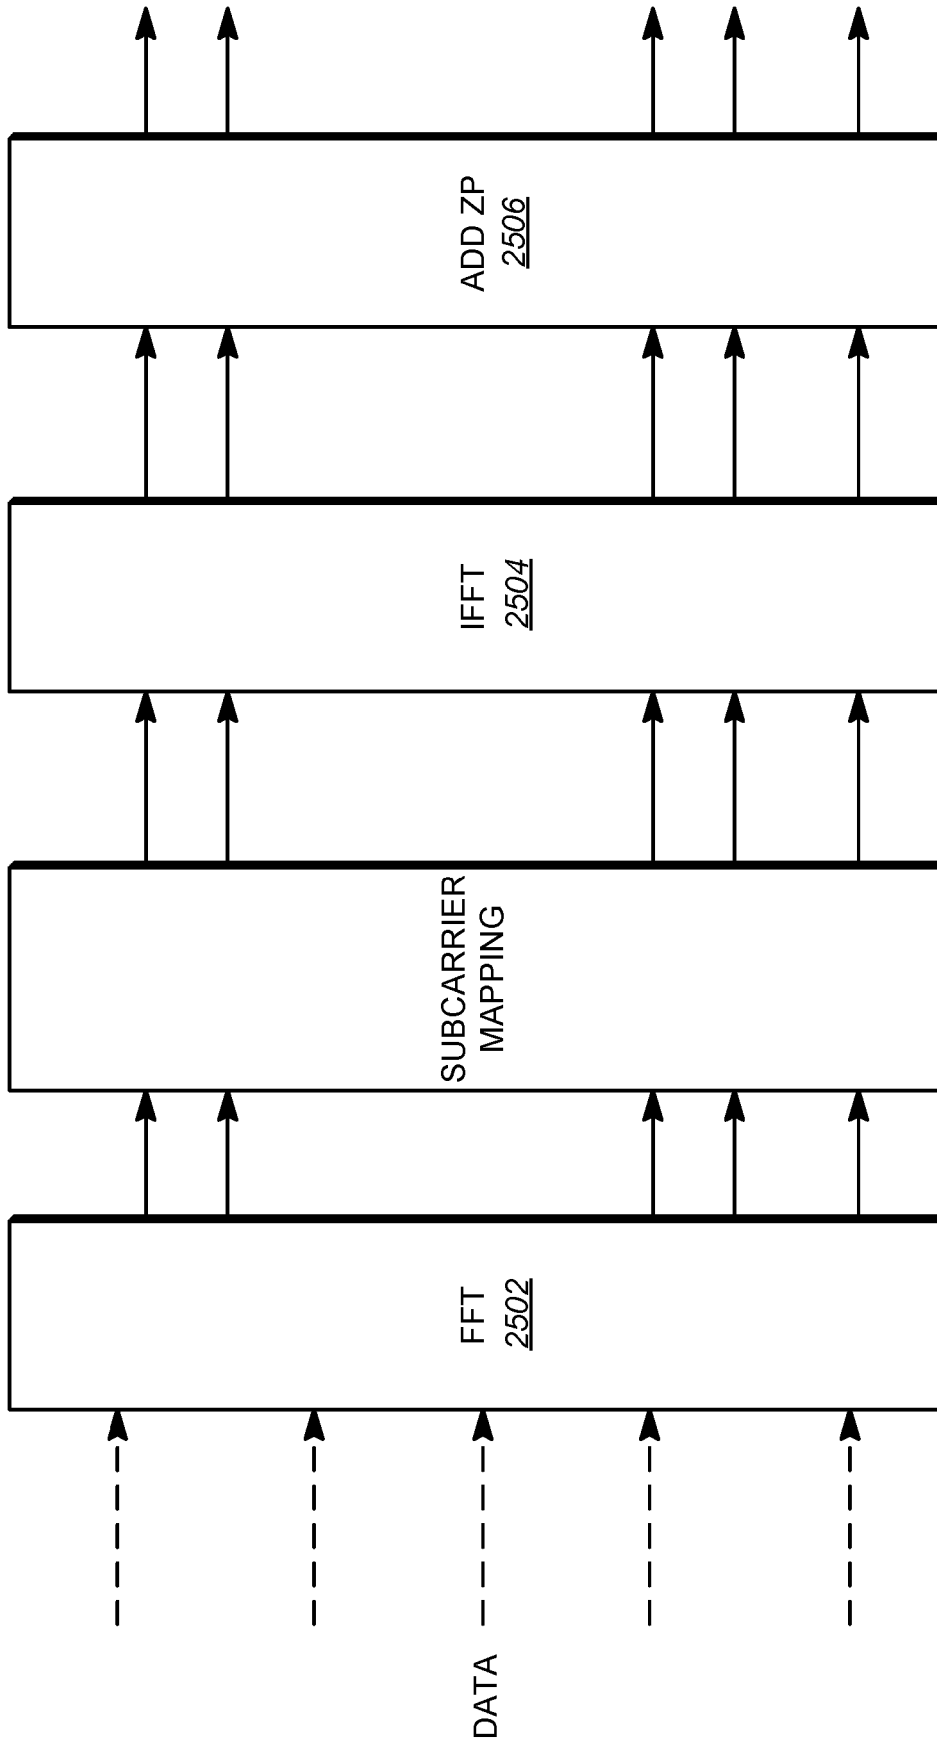 DATA
FFT
2502
SUBCARRIER
MAPPING
IFFT
2504
ADD ZP
2506